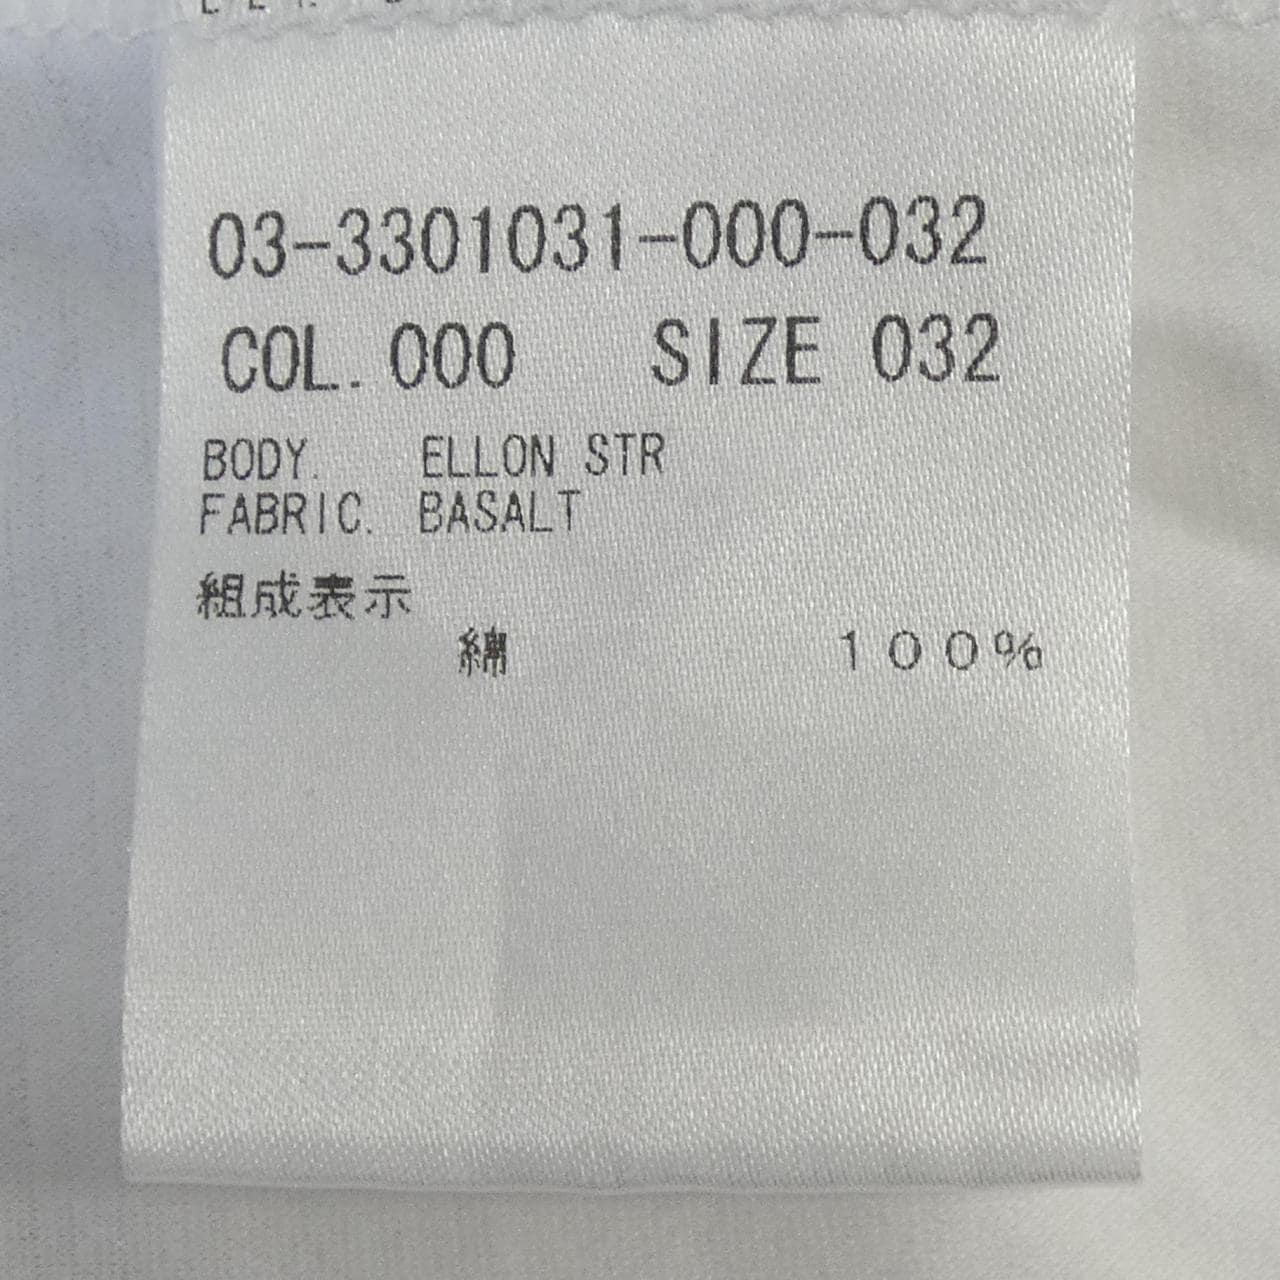 03-3301031-000-032
COL. 000 SIZE 032
BODY. ELLON STR
FABRIC. BASALT
組成表示
綿 100%